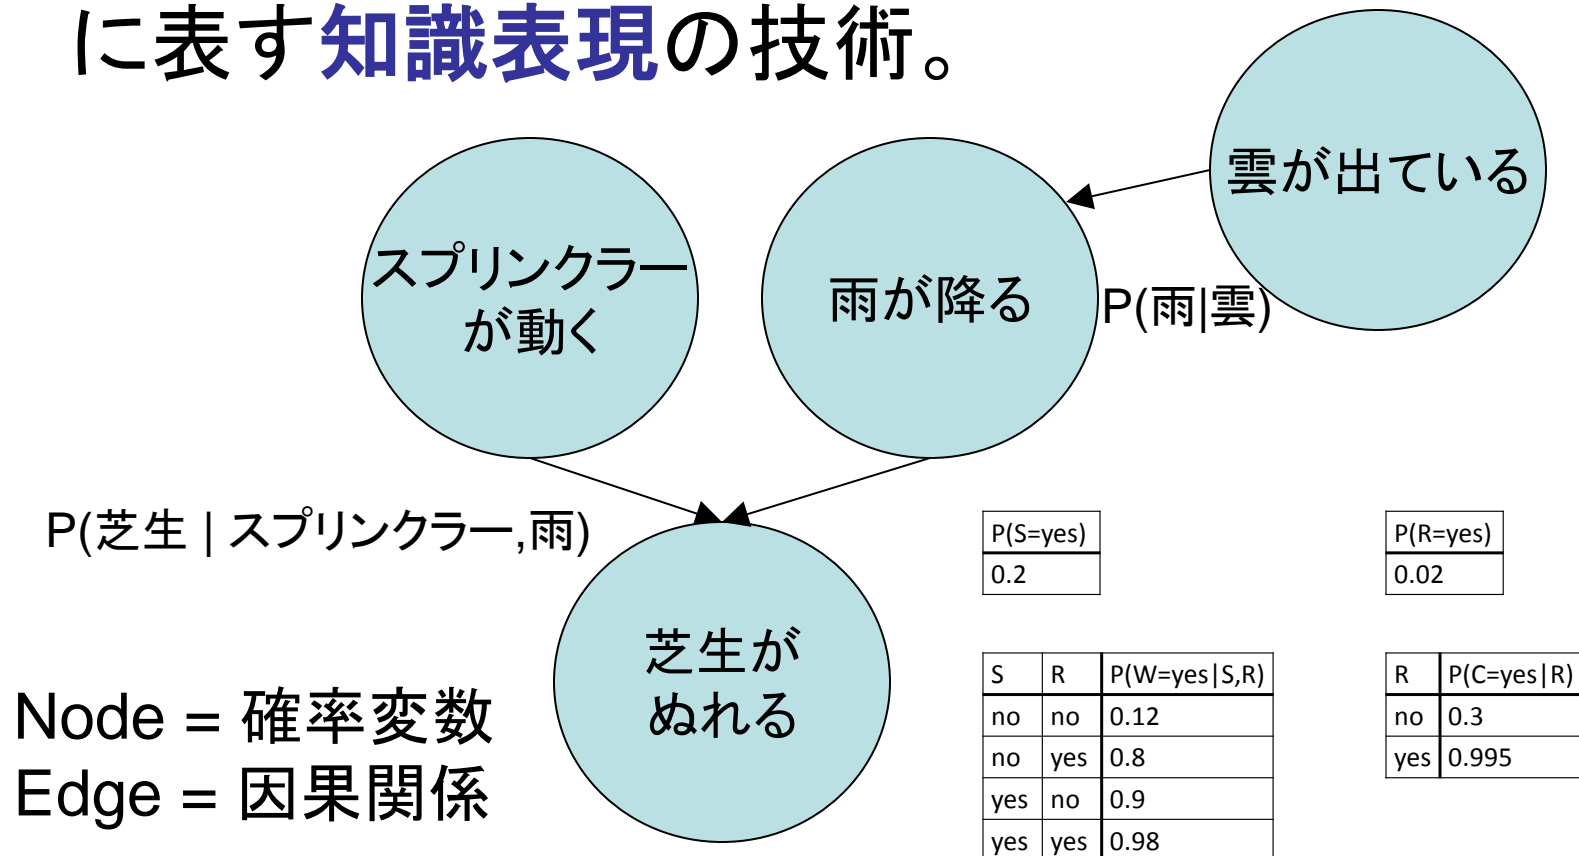 に表す知識表現の技術。
雲が出ている
スプリンクラー
が動く
雨が降る
P(雨|雲)
P(芝生 | スプリンクラー,雨)
芝生が
ぬれる
Node = 確率変数
Edge = 因果関係
P(S=yes)
0.2
P(R=yes)
0.02
S R P(W=yes|S,R)
no no 0.12
no yes 0.8
yes no 0.9
yes yes 0.98
R P(C=yes|R)
no 0.3
yes 0.995